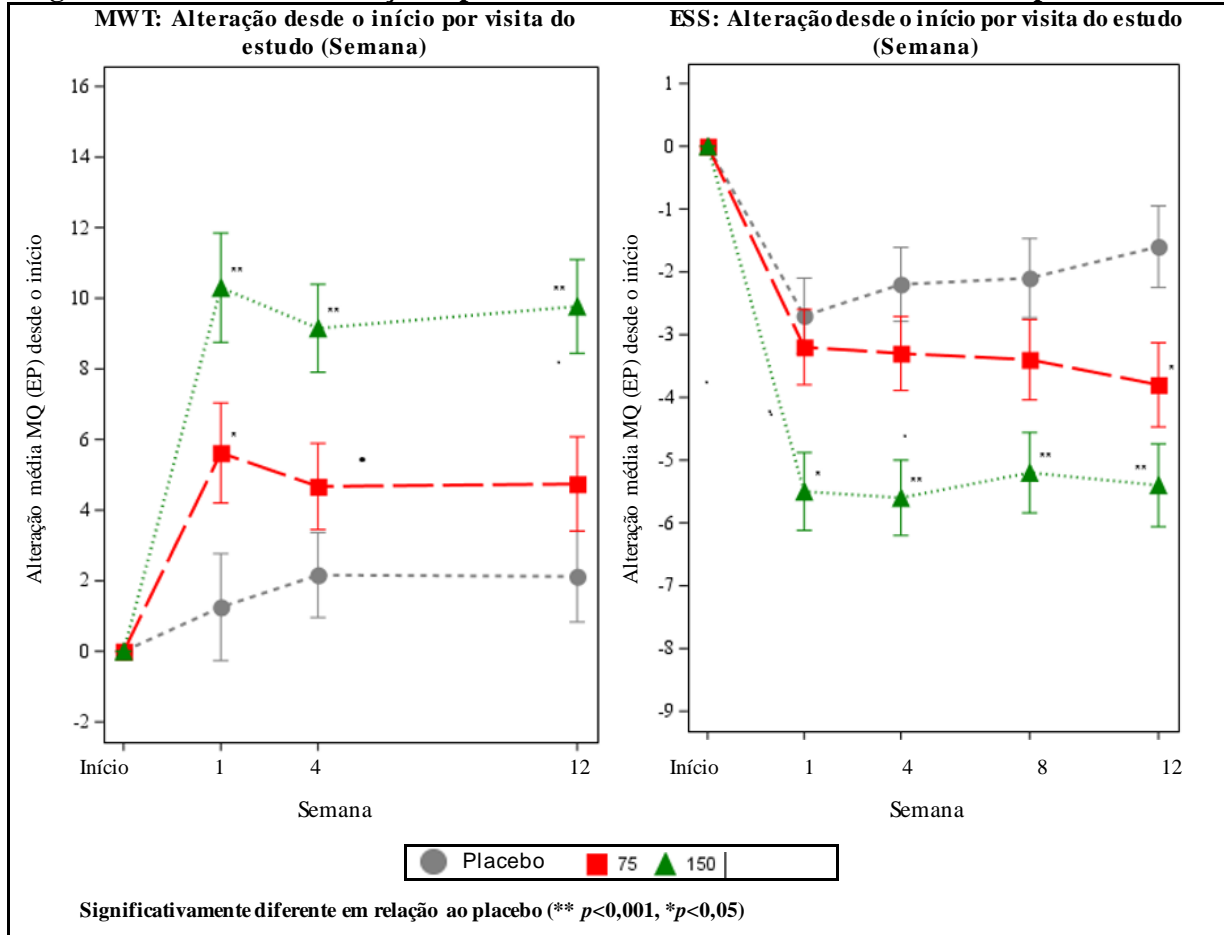 MWT: Alteração desde o início por visita do
estudo (Semana)
Alteração média MQ (EP) desde o início
16
14
12
10
8
6
4
2
0
-2
**
**
**
*
Início 1 4 12
Semana
ESS: Alteração desde o início por visita do estudo
(Semana)
Alteração média MQ (EP) desde o início
1
0
-1
-2
-3
-4
-5
-6
-7
-8
-9
*
*
**
**
**
Início 1 4 8 12
Semana
Placebo 75 150
Significativamente diferente em relação ao placebo (** p<0,001, *p<0,05)